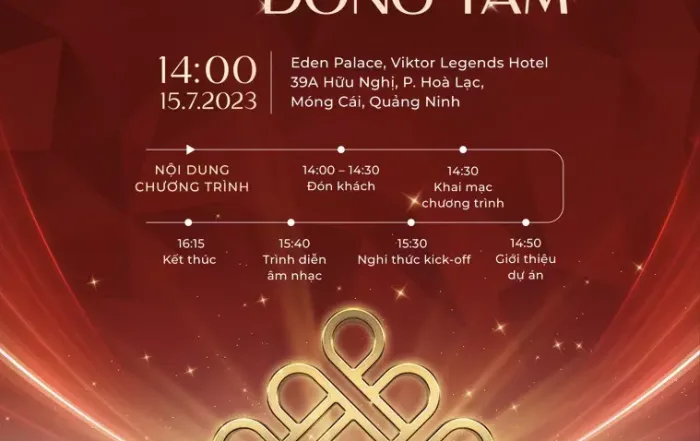 ĐỒNG TÂM
14:00
15.7.2023
Eden Palace, Viktor Legends Hotel
39A Hữu Nghị, P. Hoà Lạc,
Móng Cái, Quảng Ninh
NỘI DUNG
CHƯƠNG TRÌNH
14:00 – 14:30
Đón khách
14:30
Khai mạc
chương trình
14:50
Giới thiệu
dự án
15:30
Nghi thức kick-off
15:40
Trình diễn
âm nhạc
16:15
Kết thúc